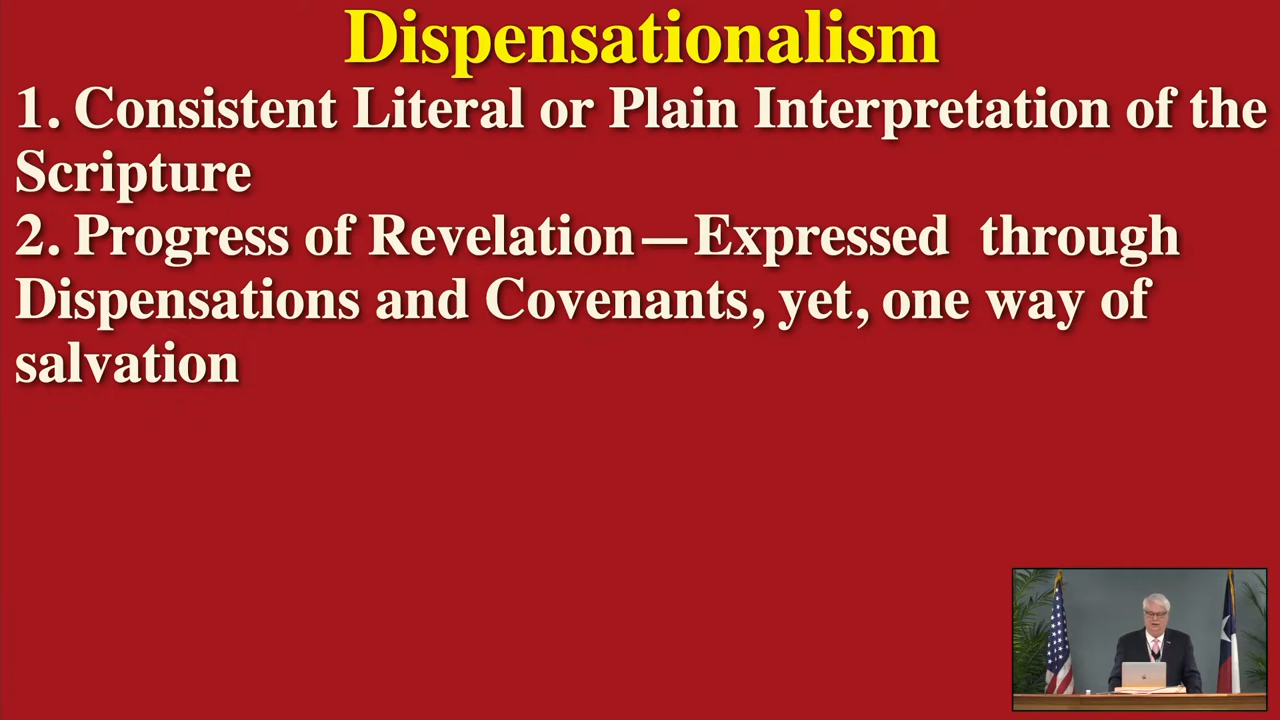 Dispensationalism
1. Consistent Literal or Plain Interpretation of the
Scripture
2. Progress of Revelation—Expressed  through
Dispensations and Covenants, yet, one way of
salvation